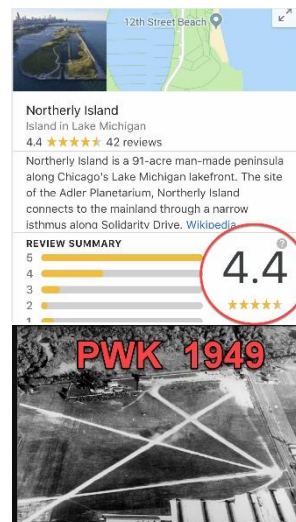 12th Street Beach
Northerly Island
Island in Lake Michigan
4.4 ★★★★★ 42 reviews
Northerly Island is a 91-acre man-made peninsula
along Chicago's Lake Michigan lakefront. The site
of the Adler Planetarium, Northerly Island
connects to the mainland through a narrow
isthmus along Solidarity Drive. Wikipedia
REVIEW SUMMARY
5
4
3
2
1
?
4.4
PWK 1949